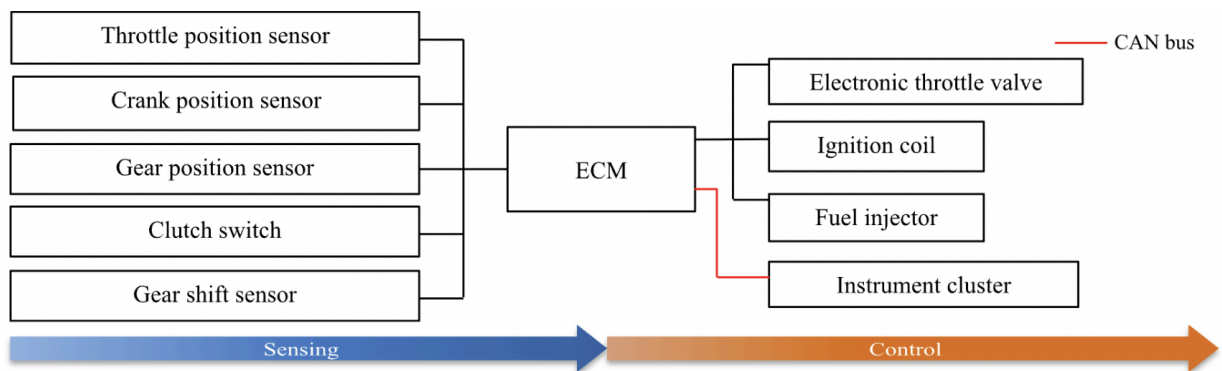 Throttle position sensor
Crank position sensor
Gear position sensor
Clutch switch
Gear shift sensor
ECM
CAN bus
Electronic throttle valve
Ignition coil
Fuel injector
Instrument cluster
Sensing
Control